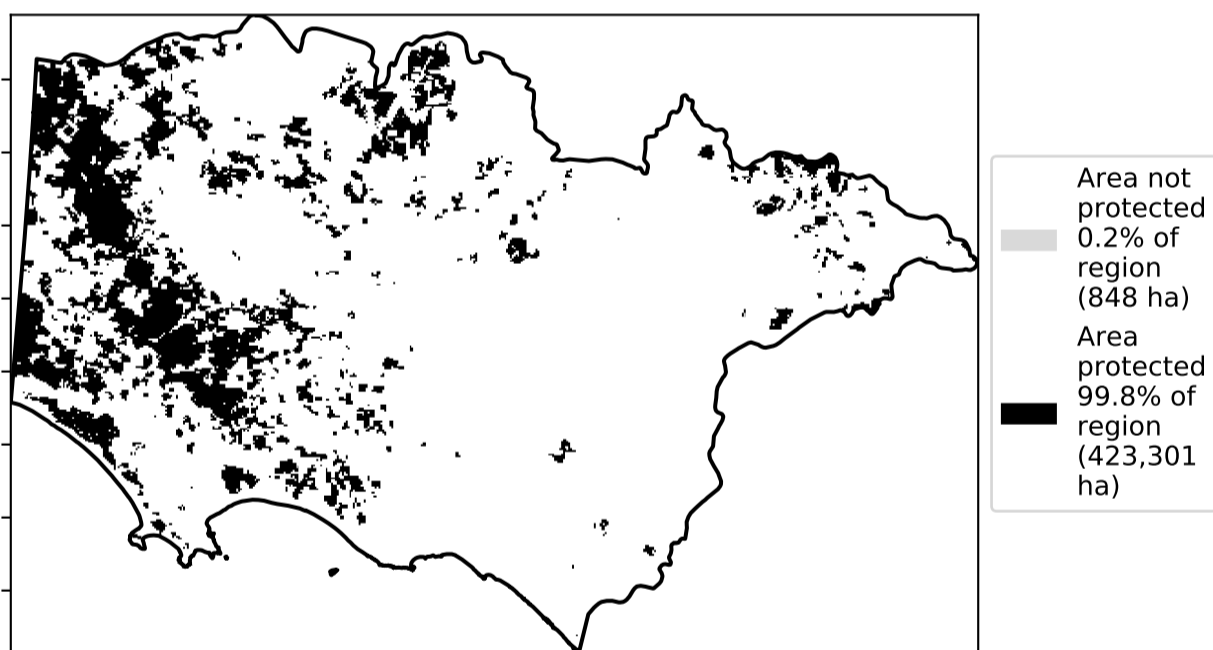 Area not
protected
0.2% of
region
(848 ha)
Area
protected
99.8% of
region
(423,301
ha)